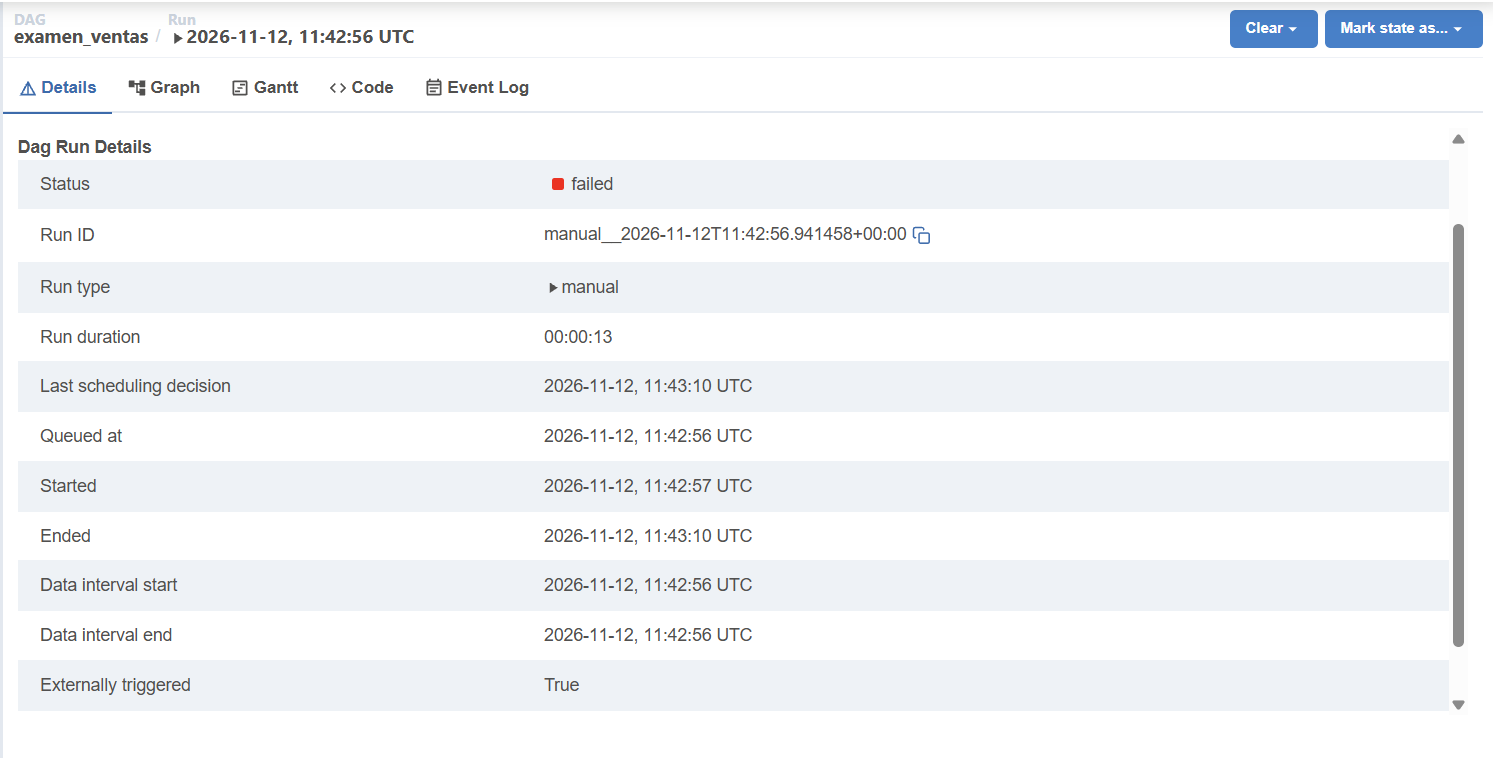 DAG Run
examen_ventas / 2026-11-12, 11:42:56 UTC
Clear Mark state as...
Details Graph Gantt Code Event Log
Dag Run Details
Status failed
Run ID manual__2026-11-12T11:42:56.941458+00:00
Run type manual
Run duration 00:00:13
Last scheduling decision 2026-11-12, 11:43:10 UTC
Queued at 2026-11-12, 11:42:56 UTC
Started 2026-11-12, 11:42:57 UTC
Ended 2026-11-12, 11:43:10 UTC
Data interval start 2026-11-12, 11:42:56 UTC
Data interval end 2026-11-12, 11:42:56 UTC
Externally triggered True